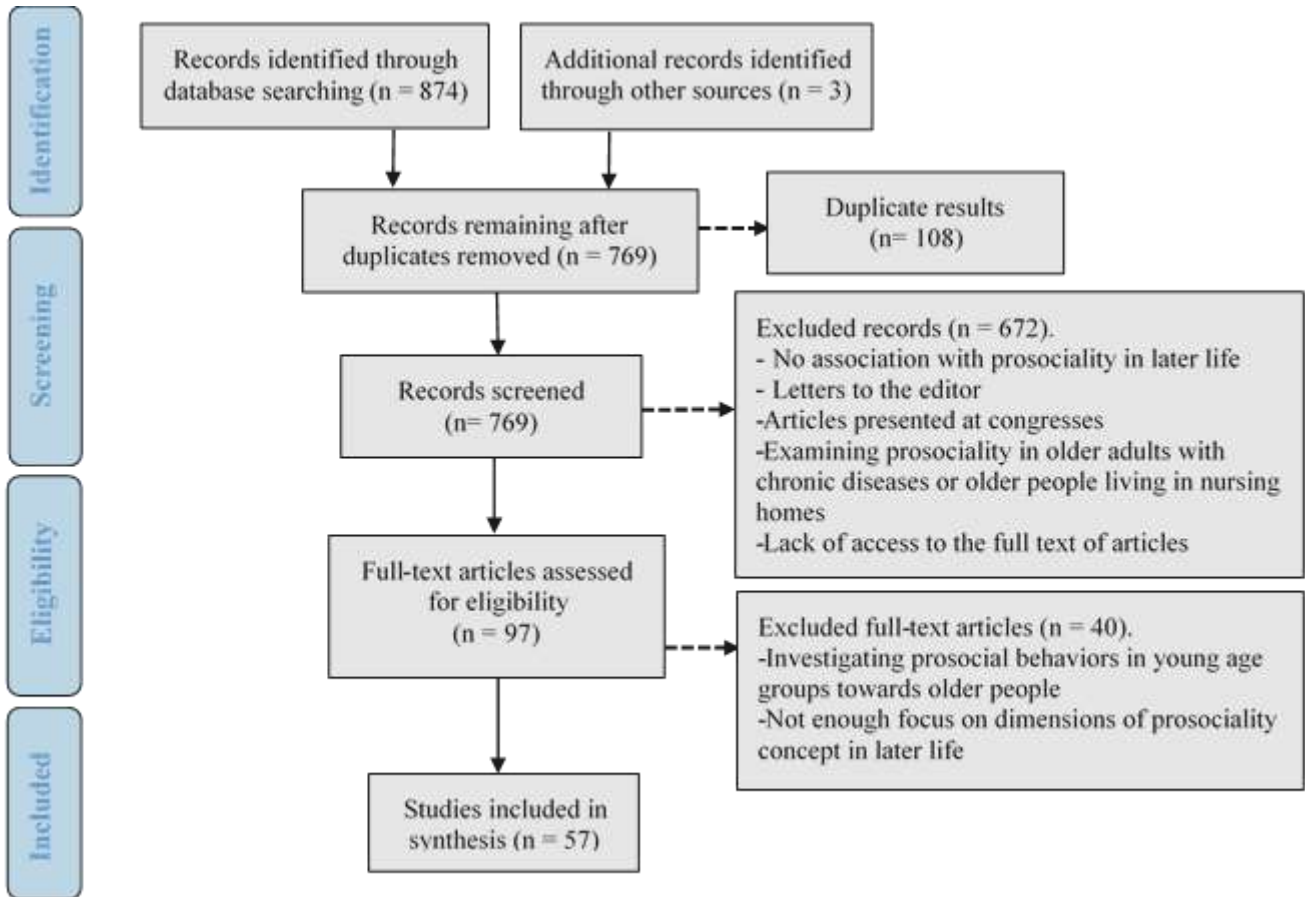 Identification
Records identified through
database searching (n = 874)
Additional records identified
through other sources (n = 3)
Records remaining after
duplicates removed (n = 769)
Duplicate results
(n= 108)
Screening
Records screened
(n= 769)
Excluded records (n = 672).
- No association with prosociality in later life
- Letters to the editor
-Articles presented at congresses
-Examining prosociality in older adults with
chronic diseases or older people living in nursing
homes
-Lack of access to the full text of articles
Eligibility
Full-text articles assessed
for eligibility
(n = 97)
Excluded full-text articles (n = 40).
-Investigating prosocial behaviors in young age
groups towards older people
-Not enough focus on dimensions of prosociality
concept in later life
Included
Studies included in
synthesis (n = 57)